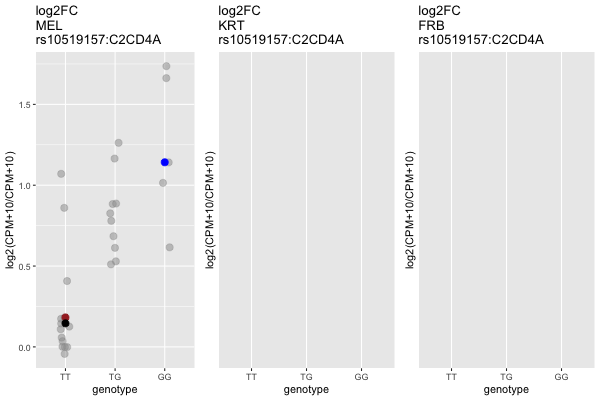 log2FC
MEL
rs10519157:C2CD4A
log2(CPM+10/CPM+10)
1.5
1.0
0.5
0.0
TT TG GG
genotype
log2FC
KRT
rs10519157:C2CD4A
log2(CPM+10/CPM+10)
TT TG GG
genotype
log2FC
FRB
rs10519157:C2CD4A
log2(CPM+10/CPM+10)
TT TG GG
genotype